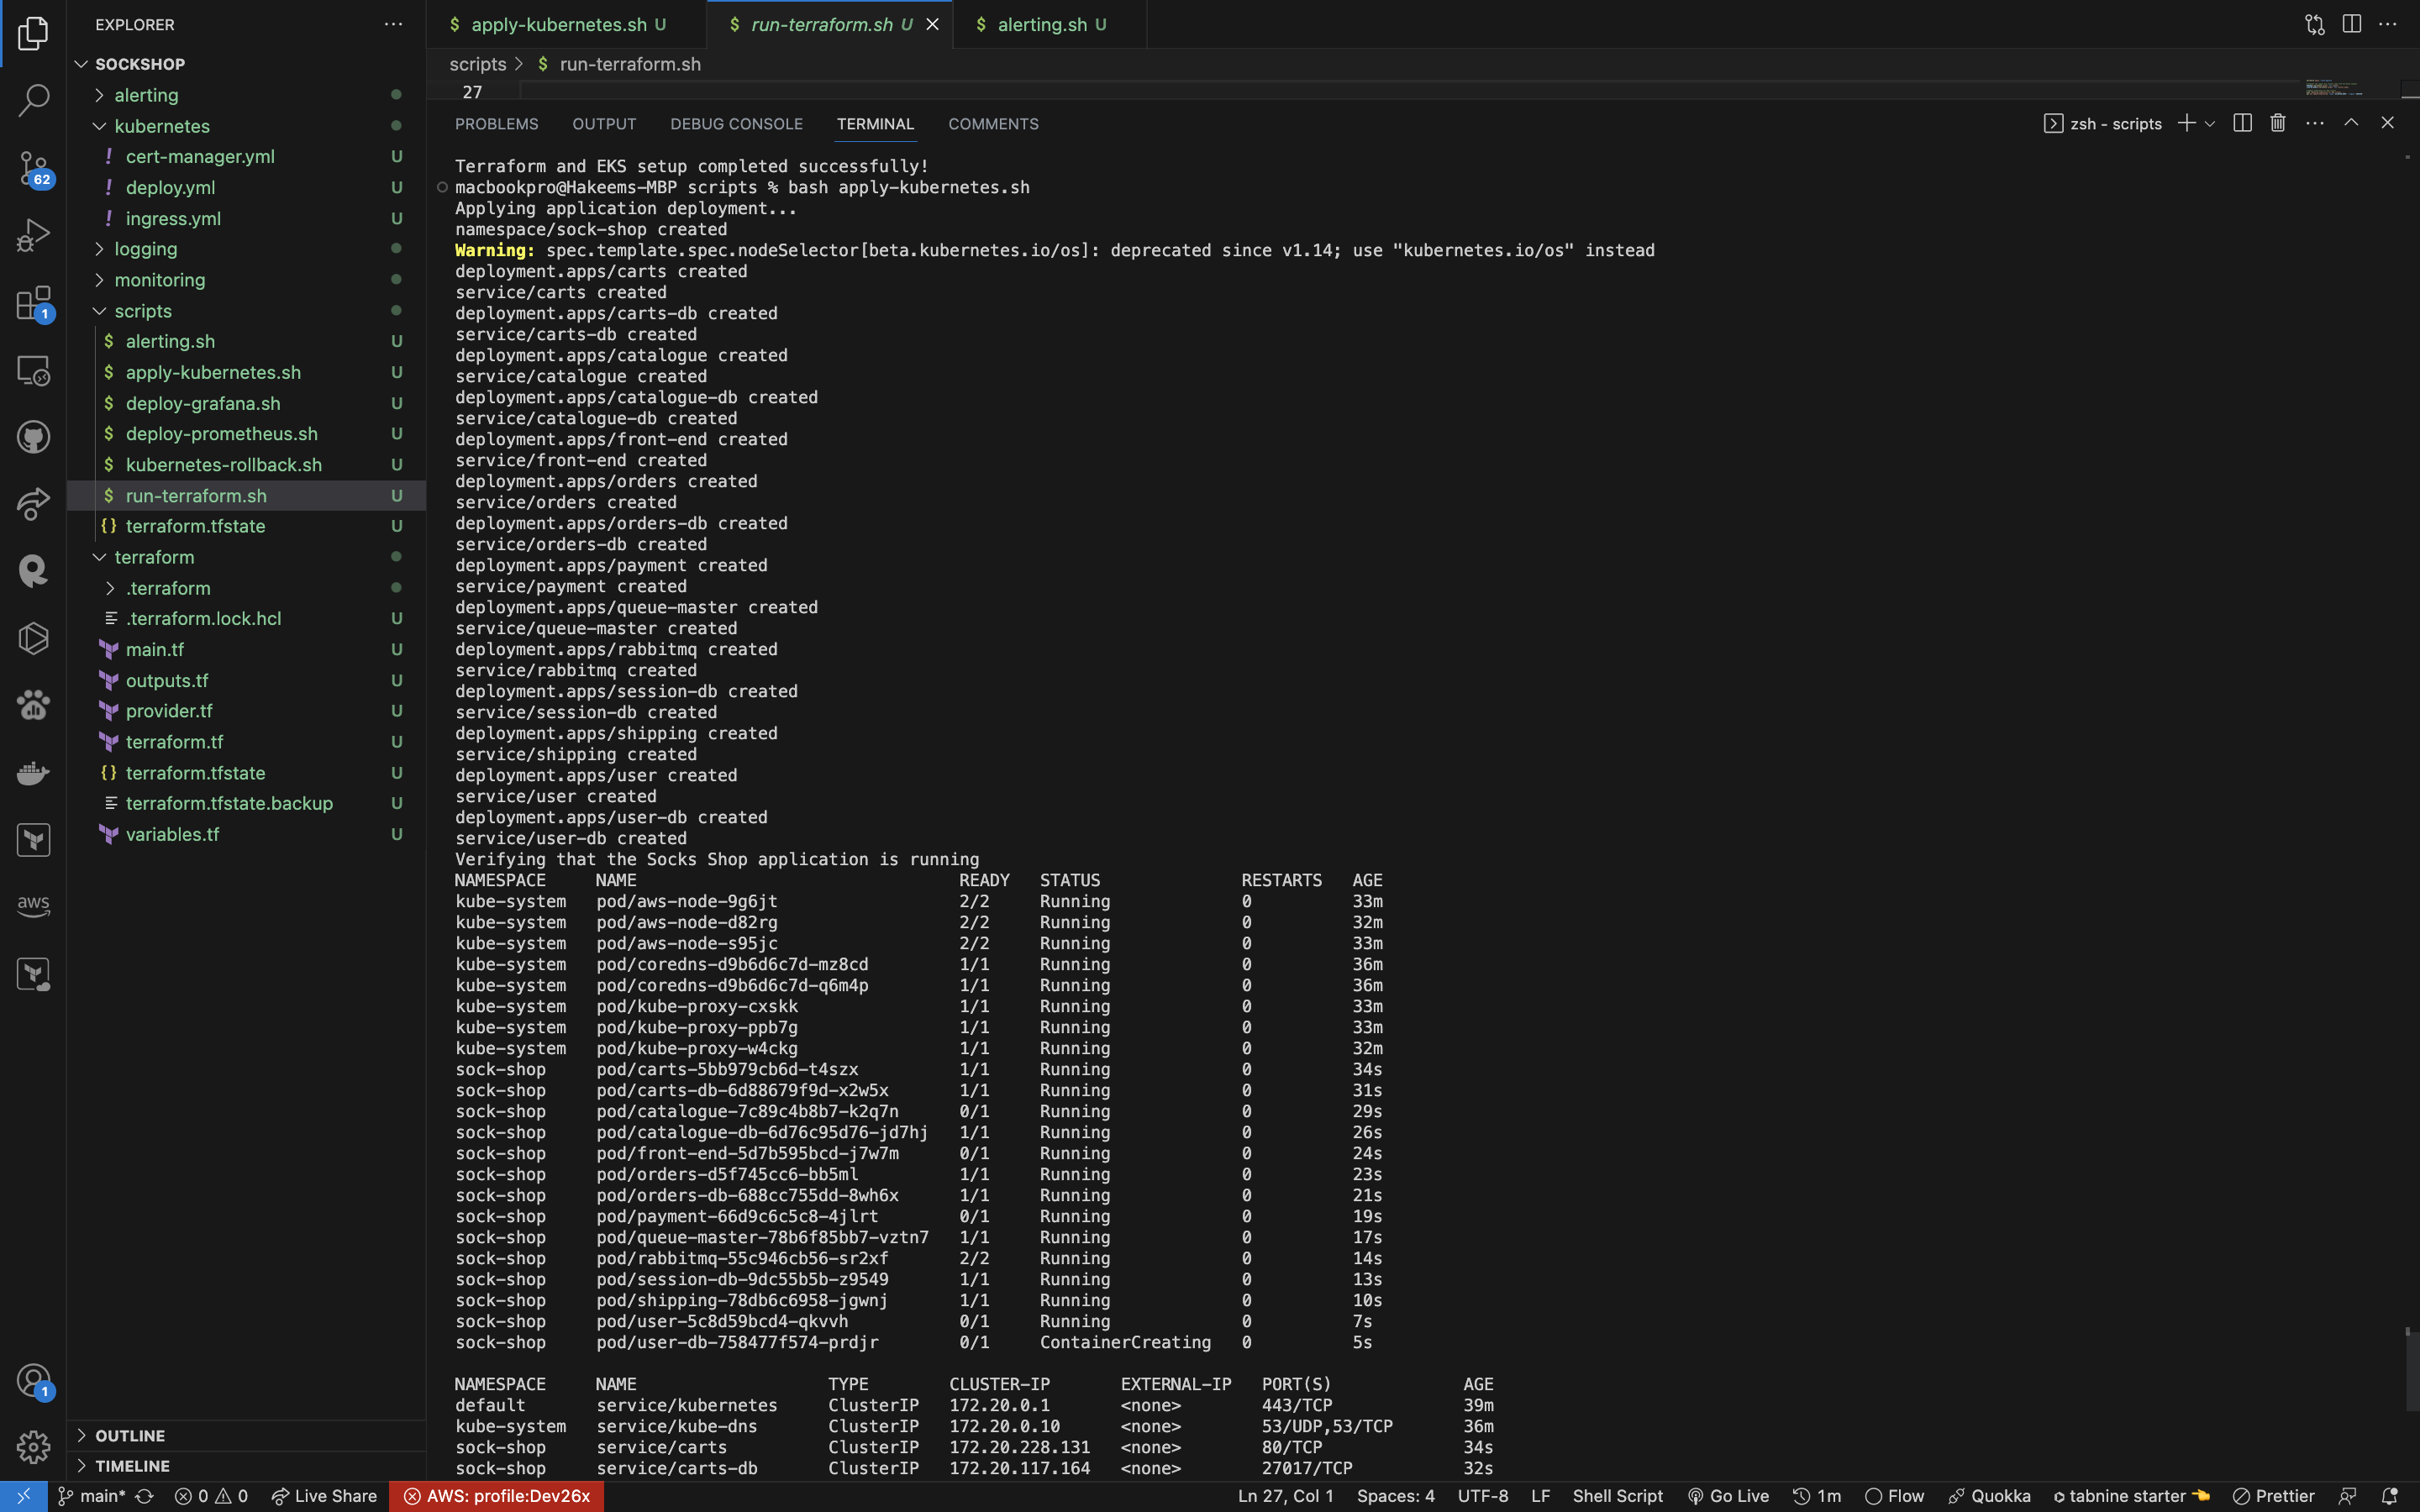 EXPLORER
SOCKSHOP
alerting
kubernetes
cert-manager.yml U
deploy.yml U
ingress.yml U
logging
monitoring
scripts
$ alerting.sh U
$ apply-kubernetes.sh U
$ deploy-grafana.sh U
$ deploy-prometheus.sh U
$ kubernetes-rollback.sh U
$ run-terraform.sh U
{} terraform.tfstate U
terraform
.terraform
.terraform.lock.hcl U
main.tf U
outputs.tf U
provider.tf U
terraform.tf U
{} terraform.tfstate U
terraform.tfstate.backup U
variables.tf U
OUTLINE
TIMELINE
62
1
aws
1
$ apply-kubernetes.sh U
$ run-terraform.sh U
$ alerting.sh U
scripts > $ run-terraform.sh
27
PROBLEMS OUTPUT DEBUG CONSOLE TERMINAL COMMENTS
zsh - scripts
Terraform and EKS setup completed successfully!
macbookpro@Hakeems-MBP scripts % bash apply-kubernetes.sh
Applying application deployment...
namespace/sock-shop created
Warning: spec.template.spec.nodeSelector[beta.kubernetes.io/os]: deprecated since v1.14; use "kubernetes.io/os" instead
deployment.apps/carts created
service/carts created
deployment.apps/carts-db created
service/carts-db created
deployment.apps/catalogue created
service/catalogue created
deployment.apps/catalogue-db created
service/catalogue-db created
deployment.apps/front-end created
service/front-end created
deployment.apps/orders created
service/orders created
deployment.apps/orders-db created
service/orders-db created
deployment.apps/payment created
service/payment created
deployment.apps/queue-master created
service/queue-master created
deployment.apps/rabbitmq created
service/rabbitmq created
deployment.apps/session-db created
service/session-db created
deployment.apps/shipping created
service/shipping created
deployment.apps/user created
service/user created
deployment.apps/user-db created
service/user-db created
Verifying that the Socks Shop application is running
NAMESPACE NAME READY STATUS RESTARTS AGE
kube-system pod/aws-node-9g6jt 2/2 Running 0 33m
kube-system pod/aws-node-d82rg 2/2 Running 0 32m
kube-system pod/aws-node-s95jc 2/2 Running 0 33m
kube-system pod/coredns-d9b6d6c7d-mz8cd 1/1 Running 0 36m
kube-system pod/coredns-d9b6d6c7d-q6m4p 1/1 Running 0 36m
kube-system pod/kube-proxy-cxskk 1/1 Running 0 33m
kube-system pod/kube-proxy-ppb7g 1/1 Running 0 33m
kube-system pod/kube-proxy-w4ckg 1/1 Running 0 32m
sock-shop pod/carts-5bb979cb6d-t4szx 1/1 Running 0 34s
sock-shop pod/carts-db-6d88679f9d-x2w5x 1/1 Running 0 31s
sock-shop pod/catalogue-7c89c4b8b7-k2q7n 0/1 Running 0 29s
sock-shop pod/catalogue-db-6d76c95d76-jd7hj 1/1 Running 0 26s
sock-shop pod/front-end-5d7b595bcd-j7w7m 0/1 Running 0 24s
sock-shop pod/orders-d5f745cc6-bb5ml 1/1 Running 0 23s
sock-shop pod/orders-db-688cc755dd-8wh6x 1/1 Running 0 21s
sock-shop pod/payment-66d9c6c5c8-4jlrt 0/1 Running 0 19s
sock-shop pod/queue-master-78b6f85bb7-vztn7 1/1 Running 0 17s
sock-shop pod/rabbitmq-55c946cb56-sr2xf 2/2 Running 0 14s
sock-shop pod/session-db-9dc55b5b-z9549 1/1 Running 0 13s
sock-shop pod/shipping-78db6c6958-jgwnj 1/1 Running 0 10s
sock-shop pod/user-5c8d59bcd4-qkvvh 0/1 Running 0 7s
sock-shop pod/user-db-758477f574-prdjr 0/1 ContainerCreating 0 5s
NAMESPACE NAME TYPE CLUSTER-IP EXTERNAL-IP PORT(S) AGE
default service/kubernetes ClusterIP 172.20.0.1 <none> 443/TCP 39m
kube-system service/kube-dns ClusterIP 172.20.0.10 <none> 53/UDP,53/TCP 36m
sock-shop service/carts ClusterIP 172.20.228.131 <none> 80/TCP 34s
sock-shop service/carts-db ClusterIP 172.20.117.164 <none> 27017/TCP 32s
main* 0 0 Live Share AWS: profile:Dev26x Ln 27, Col 1 Spaces: 4 UTF-8 LF Shell Script Go Live 1m Flow Quokka tabnine starter Prettier